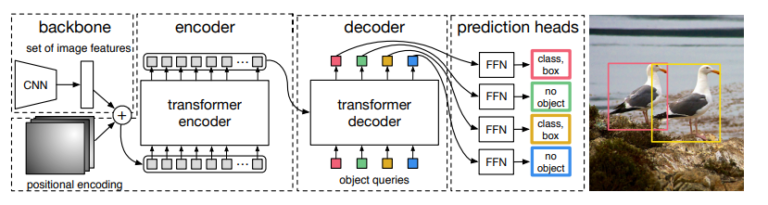 backbone
set of image features
CNN
+
positional encoding
encoder
...
transformer
encoder
...
decoder
transformer
decoder
object queries
prediction heads
FFN
class,
box
FFN
no
object
FFN
class,
box
FFN
no
object